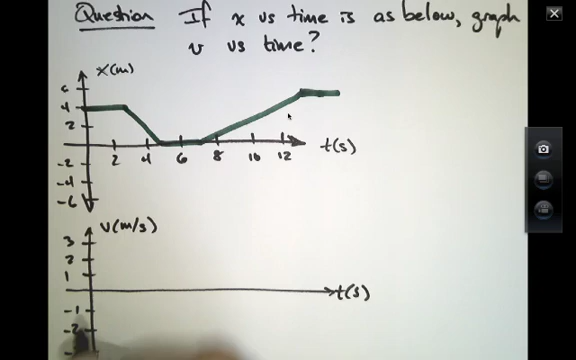 Question If x vs time is as below, graph
v vs time?
x(m)
6
4
2
2 4 6 8 10 12 t(s)
-2
-4
-6
v(m/s)
3
2
1
t(s)
-1
-2